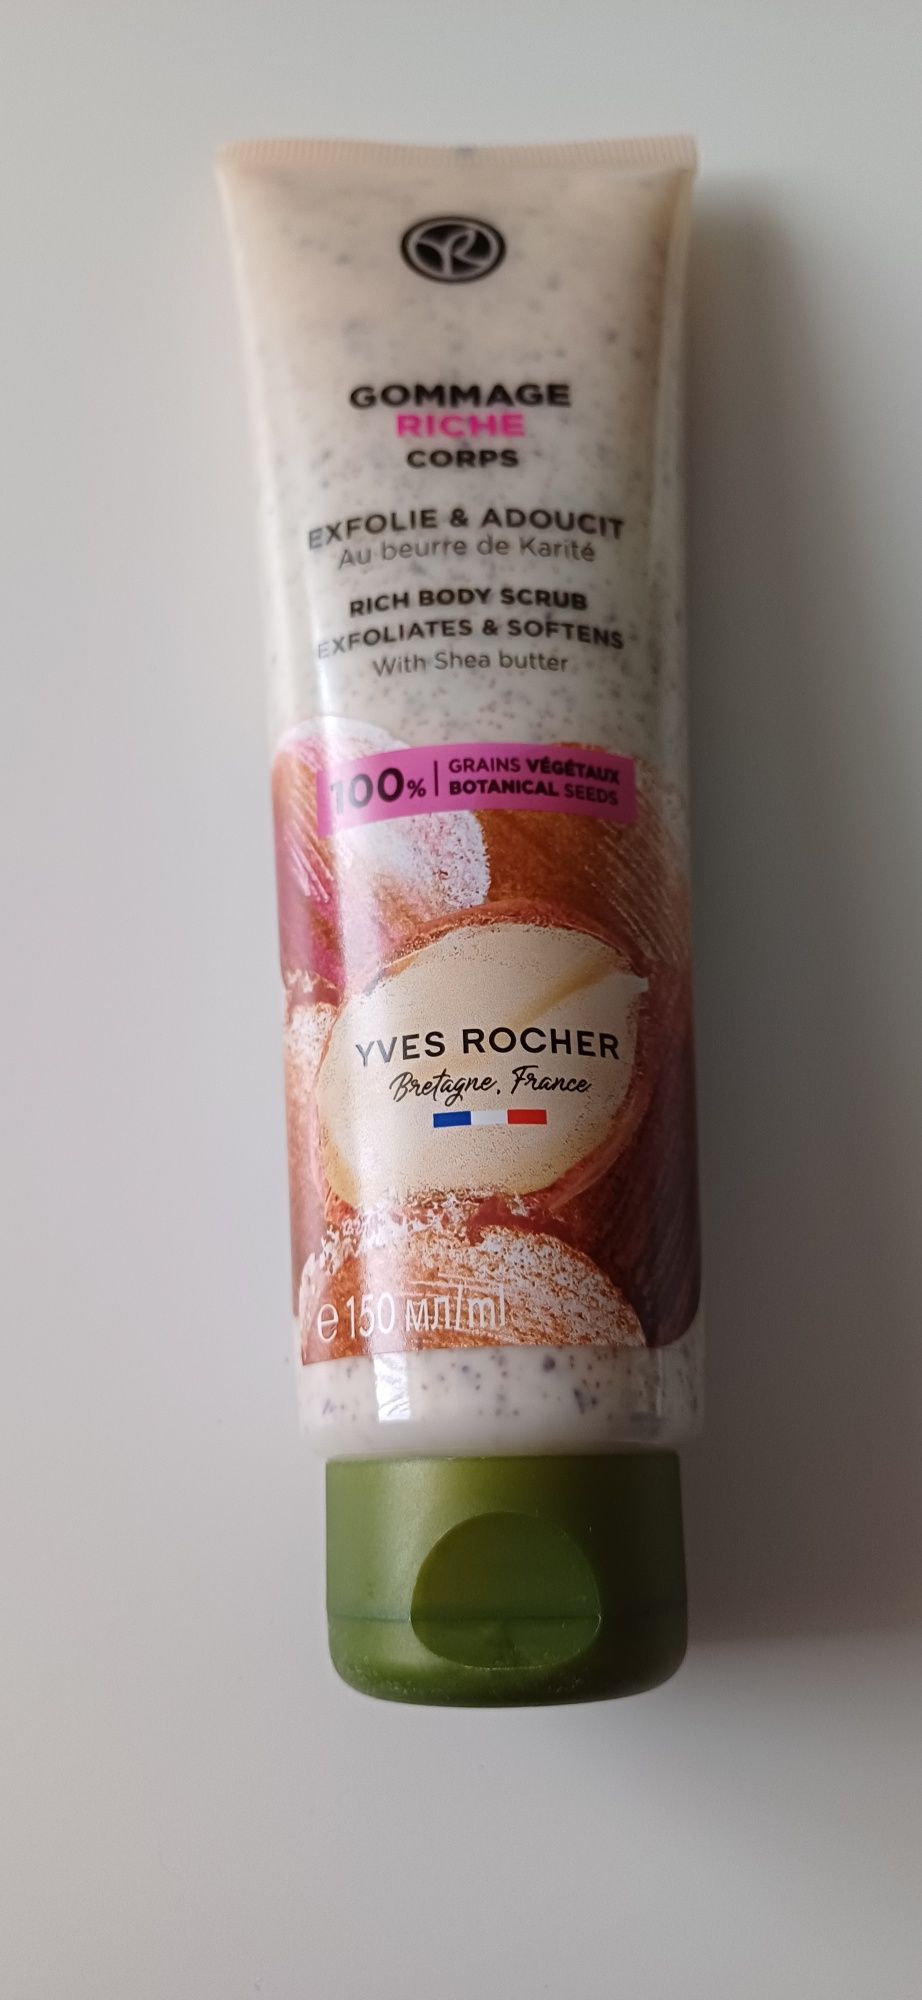 YR
GOMMAGE
RICHE
CORPS
EXFOLIE & ADOUCIT
Au beurre de Karité
RICH BODY SCRUB
EXFOLIATES & SOFTENS
With Shea butter
100% | GRAINS VÉGÉTAUX
BOTANICAL SEEDS
YVES ROCHER
Bretagne, France
℮ 150 мл/ml